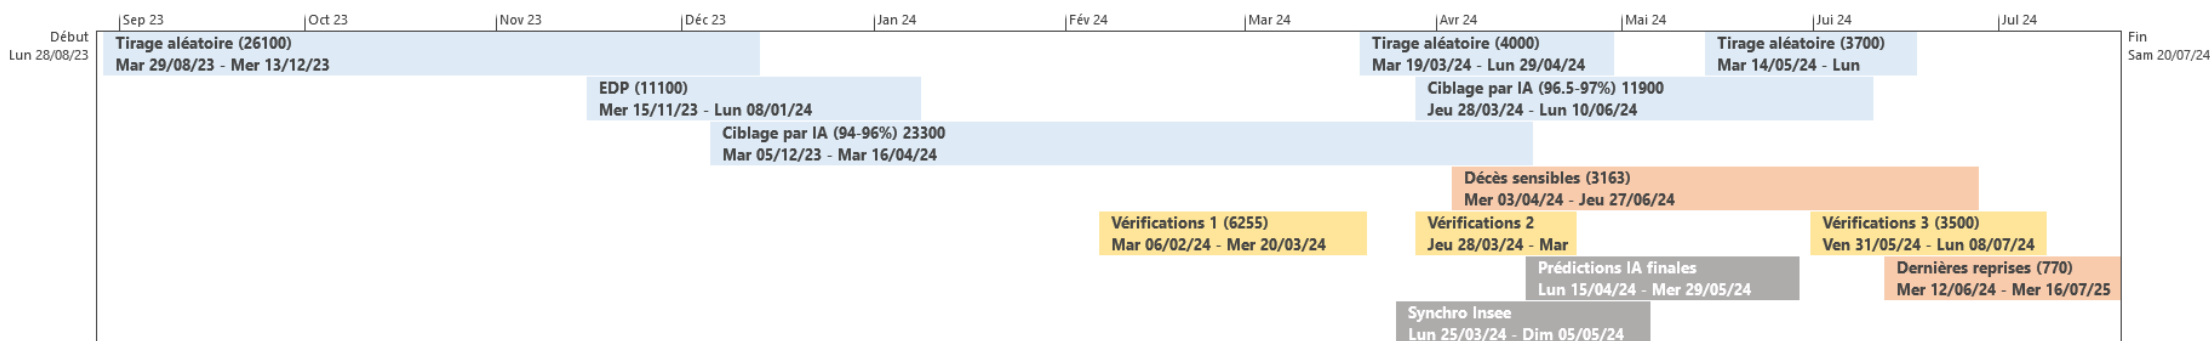 Sep 23 Oct 23 Nov 23 Déc 23 Jan 24 Fév 24 Mar 24 Avr 24 Mai 24 Jui 24 Jul 24
Début
Lun 28/08/23
Fin
Sam 20/07/24
Tirage aléatoire (26100)
Mar 29/08/23 - Mer 13/12/23
Tirage aléatoire (4000)
Mar 19/03/24 - Lun 29/04/24
Tirage aléatoire (3700)
Mar 14/05/24 - Lun
EDP (11100)
Mer 15/11/23 - Lun 08/01/24
Ciblage par IA (96.5-97%) 11900
Jeu 28/03/24 - Lun 10/06/24
Ciblage par IA (94-96%) 23300
Mar 05/12/23 - Mar 16/04/24
Décès sensibles (3163)
Mer 03/04/24 - Jeu 27/06/24
Vérifications 1 (6255)
Mar 06/02/24 - Mer 20/03/24
Vérifications 2
Jeu 28/03/24 - Mar
Vérifications 3 (3500)
Ven 31/05/24 - Lun 08/07/24
Prédictions IA finales
Lun 15/04/24 - Mer 29/05/24
Dernières reprises (770)
Mer 12/06/24 - Mer 16/07/25
Synchro Insee
Lun 25/03/24 - Dim 05/05/24